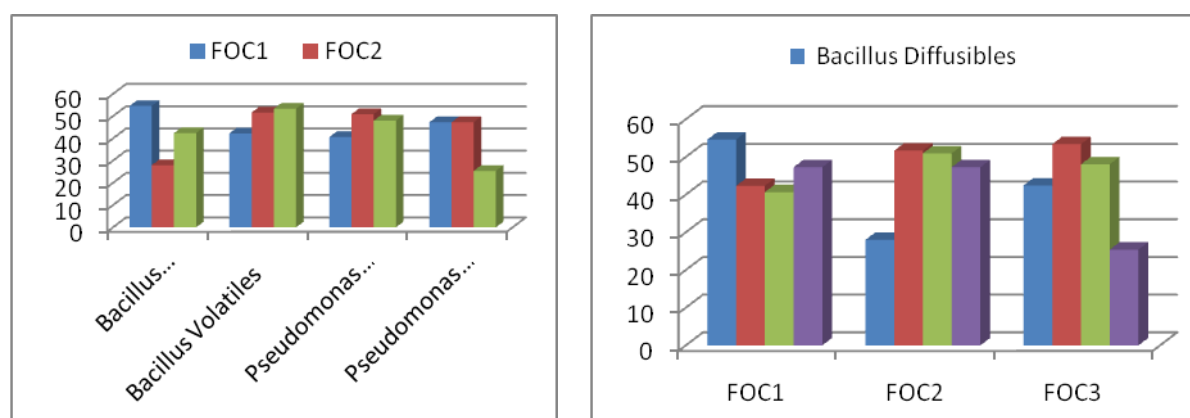 FOC1 FOC2
60
50
40
30
20
10
0
Bacillus...
Bacillus Volatiles
Pseudomonas...
Pseudomonas...
Bacillus Diffusibles
60
50
40
30
20
10
0
FOC1 FOC2 FOC3